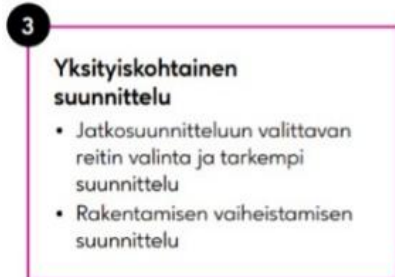 3
Yksityiskohtainen
suunnittelu
• Jatkosuunnitteluun valittavan
reitin valinta ja tarkempi
suunnittelu
• Rakentamisen vaiheistamisen
suunnittelu